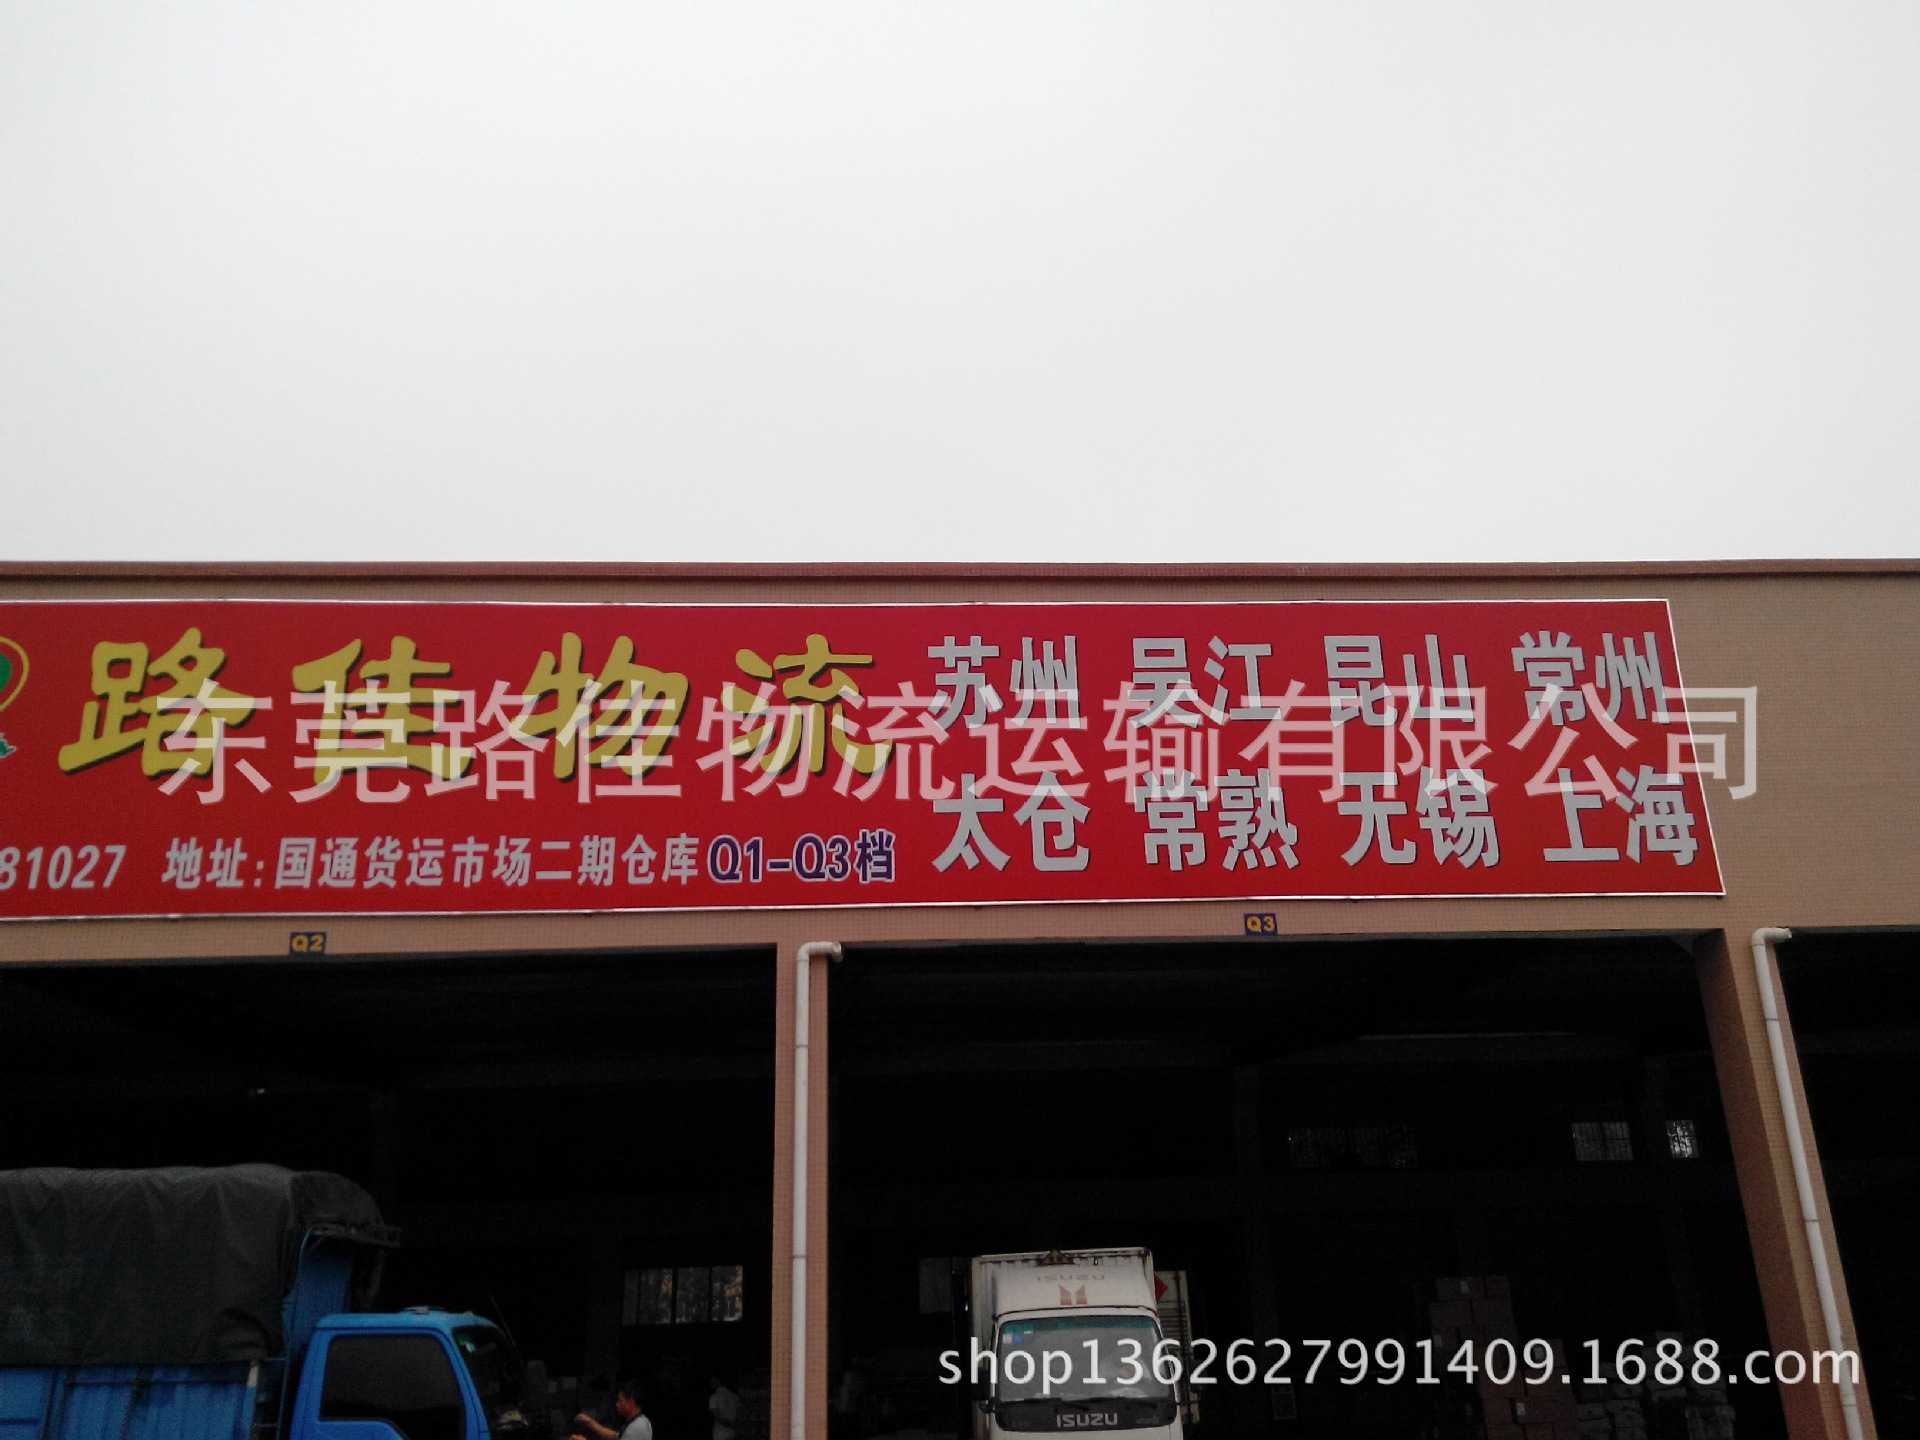 路佳物流
苏州 吴江 昆山 常州
太仓 常熟 无锡 上海
81027 地址:国通货运市场二期仓库Q1-Q3档
东莞路佳物流运输有限公司
Q2
Q3
ISUZU
ISUZU
shop1362627991409.1688.com